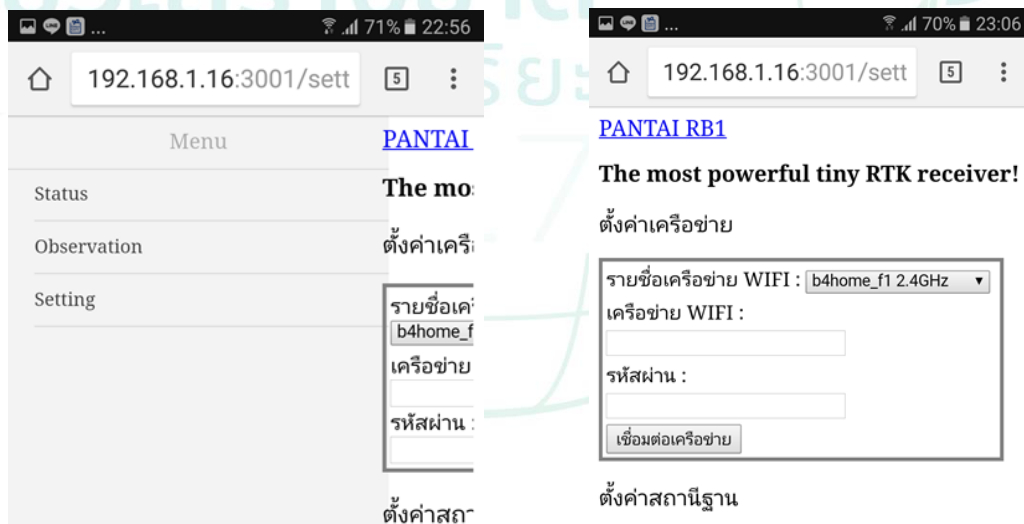 ... 71% 22:56
192.168.1.16:3001/sett 5
Menu
Status
Observation
Setting
PANTAI
The mo
ตั้งค่าเครื
รายชื่อเค
b4home_f
เครือข่าย
รหัสผ่าน :
ตั้งค่าสถา
... 70% 23:06
192.168.1.16:3001/sett 5
PANTAI RB1
The most powerful tiny RTK receiver!
ตั้งค่าเครือข่าย
รายชื่อเครือข่าย WIFI : b4home_f1 2.4GHz
เครือข่าย WIFI :
รหัสผ่าน :
เชื่อมต่อเครือข่าย
ตั้งค่าสถานีฐาน